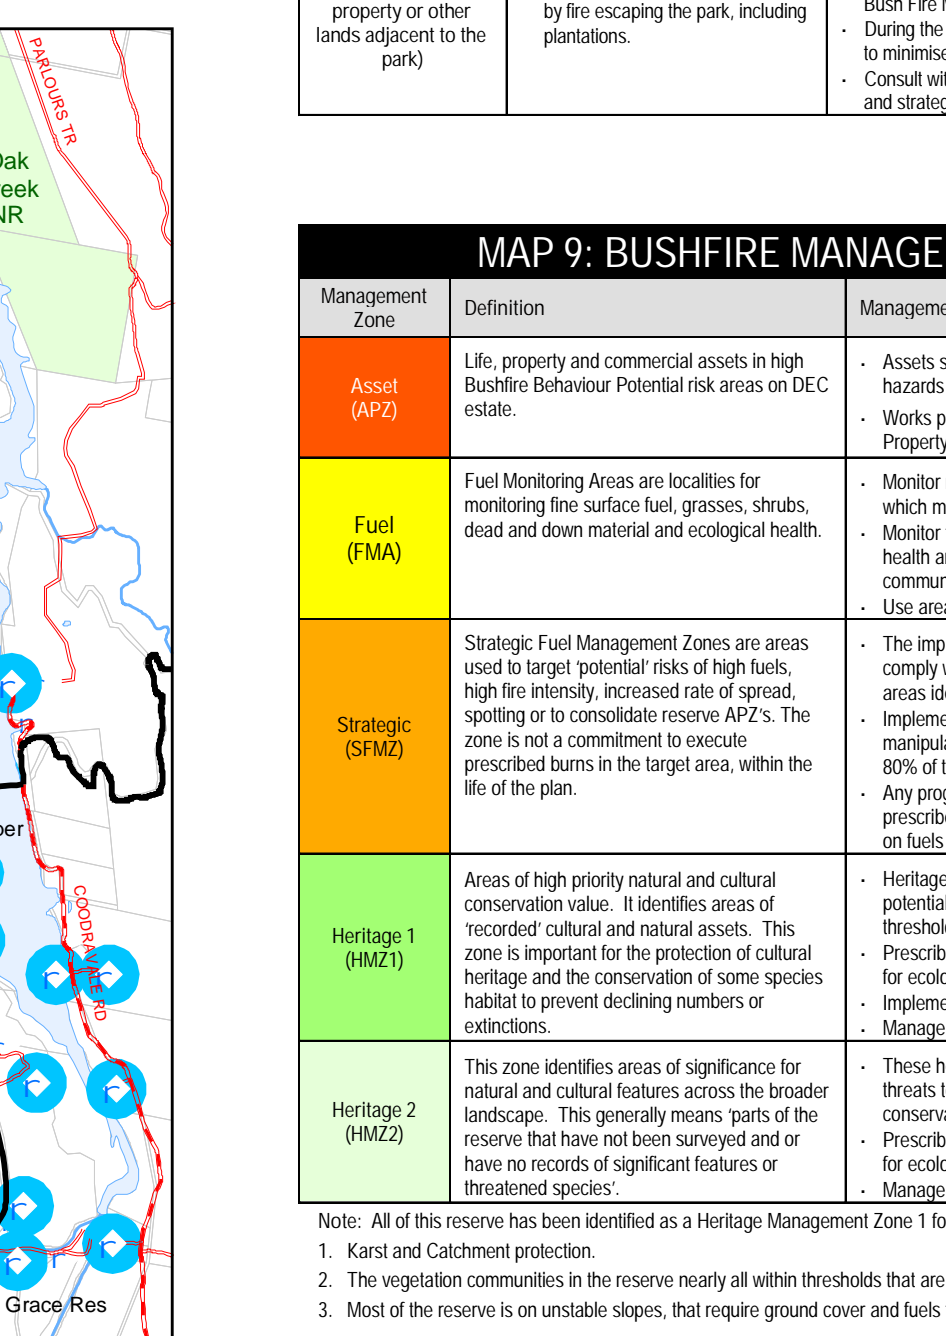 PARLOURS TR
Oak
reek
NR
COODRAVALE RD
Grace Res
property or other
lands adjacent to the
park)
by fire escaping the park, including
plantations.
Bush Fire M
· During the
to minimise
· Consult wit
and strateg
MAP 9: BUSHFIRE MANAGE
Management
Zone
Definition
Manageme
Asset
(APZ)
Life, property and commercial assets in high
Bushfire Behaviour Potential risk areas on DEC
estate.
· Assets s
hazards
· Works p
Property
Fuel
(FMA)
Fuel Monitoring Areas are localities for
monitoring fine surface fuel, grasses, shrubs,
dead and down material and ecological health.
· Monitor
which m
· Monitor
health an
commun
· Use area
Strategic
(SFMZ)
Strategic Fuel Management Zones are areas
used to target ‘potential’ risks of high fuels,
high fire intensity, increased rate of spread,
spotting or to consolidate reserve APZ’s. The
zone is not a commitment to execute
prescribed burns in the target area, within the
life of the plan.
· The imp
comply w
areas ide
· Impleme
manipula
80% of t
· Any prog
prescribe
on fuels
Heritage 1
(HMZ1)
Areas of high priority natural and cultural
conservation value. It identifies areas of
‘recorded’ cultural and natural assets. This
zone is important for the protection of cultural
heritage and the conservation of some species
habitat to prevent declining numbers or
extinctions.
· Heritage
potential
threshold
· Prescrib
for ecolo
· Impleme
· Manage
Heritage 2
(HMZ2)
This zone identifies areas of significance for
natural and cultural features across the broader
landscape. This generally means ‘parts of the
reserve that have not been surveyed and or
have no records of significant features or
threatened species’.
· These h
threats t
conserva
· Prescrib
for ecolo
· Manage
Note: All of this reserve has been identified as a Heritage Management Zone 1 fo
1. Karst and Catchment protection.
2. The vegetation communities in the reserve nearly all within thresholds that are
3. Most of the reserve is on unstable slopes, that require ground cover and fuels